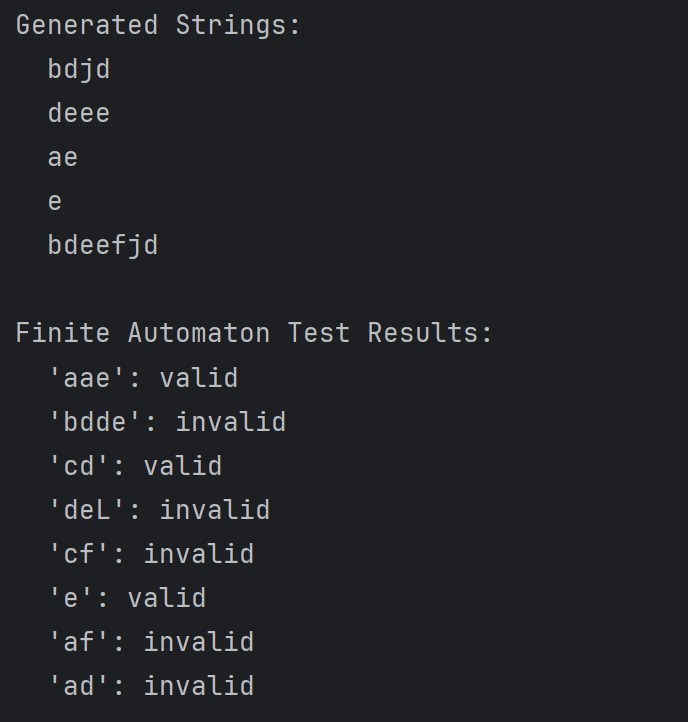 Generated Strings:
bdjd
deee
ae
e
bdeefjd
Finite Automaton Test Results:
'aae': valid
'bdde': invalid
'cd': valid
'deL': invalid
'cf': invalid
'e': valid
'af': invalid
'ad': invalid